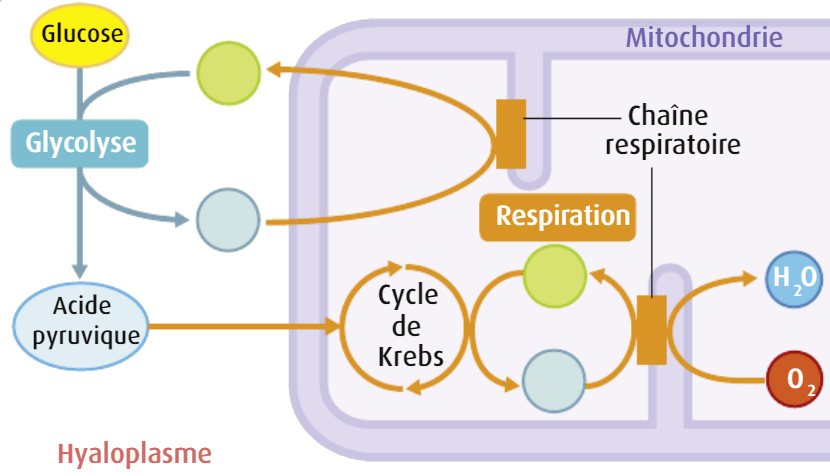 Glucose
Mitochondrie
Glycolyse
Chaîne
respiratoire
Respiration
H₂O
Acide
pyruvique
Cycle
de
Krebs
O₂
Hyaloplasme